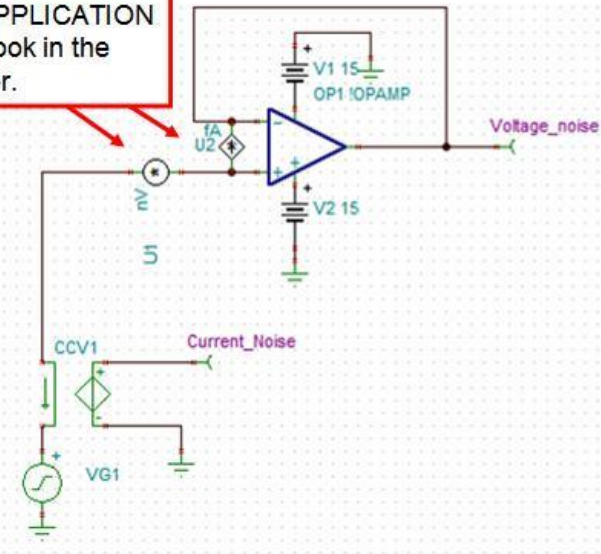 PPLICATION
ook in the
r.
V1 15
OP1 !OPAMP
Voltage_noise
fA
U2
nV
V2 15
U1
CCV1
Current_Noise
VG1